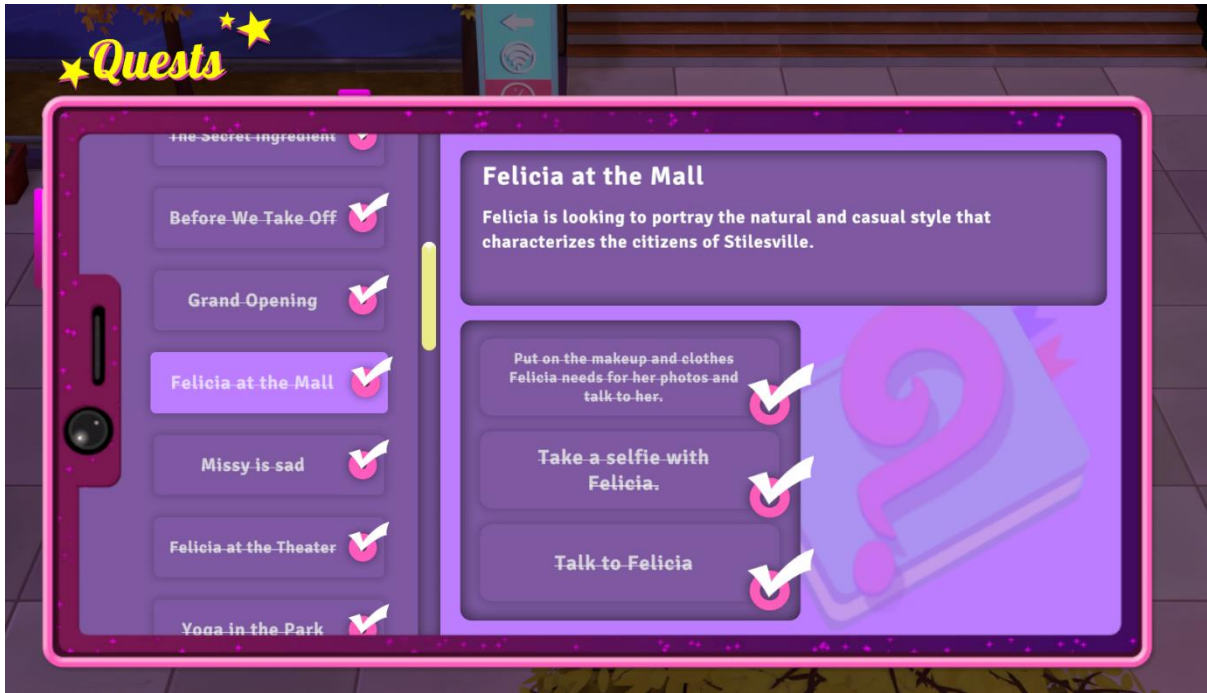 Quests
The Secret Ingredient
Before We Take Off
Grand Opening
Felicia at the Mall
Missy is sad
Felicia at the Theater
Yoga in the Park
Felicia at the Mall
Felicia is looking to portray the natural and casual style that
characterizes the citizens of Stilesville.
Put on the makeup and clothes
Felicia needs for her photos and
talk to her.
Take a selfie with
Felicia.
Talk to Felicia